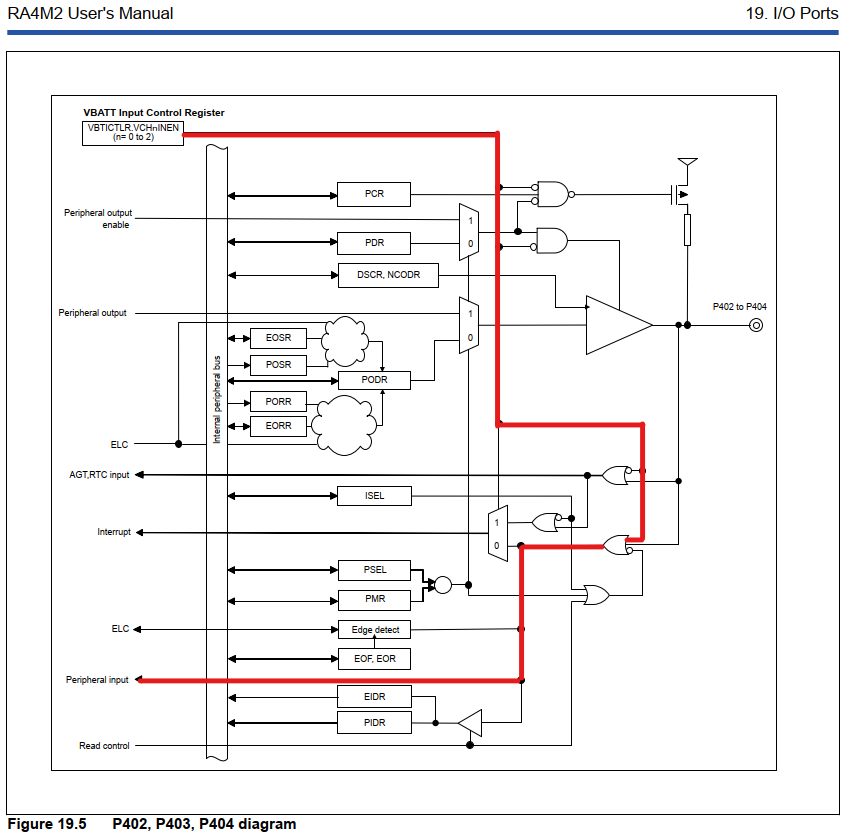 RA4M2 User's Manual 19. I/O Ports
VBATT Input Control Register
VBTICTLR.VCHnINEN
(n= 0 to 2)
PCR
Peripheral output
enable
1
0
PDR
DSCR, NCODR
Peripheral output
1
0
P402 to P404
EOSR
POSR
PODR
PORR
EORR
Internal peripheral bus
ELC
AGT,RTC input
ISEL
Interrupt
1
0
PSEL
PMR
ELC
Edge detect
EOF, EOR
Peripheral input
EIDR
PIDR
Read control
Figure 19.5 P402, P403, P404 diagram